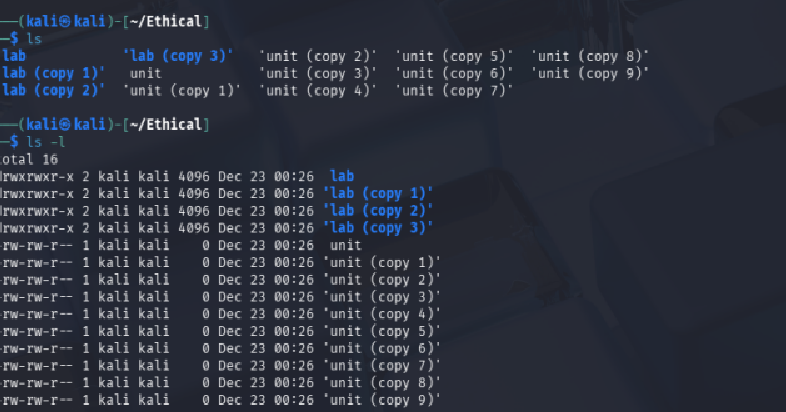 ──(kali㉿kali)-[~/Ethical]
─$ ls
lab 'lab (copy 3)' 'unit (copy 2)' 'unit (copy 5)' 'unit (copy 8)'
lab (copy 1)' unit 'unit (copy 3)' 'unit (copy 6)' 'unit (copy 9)'
lab (copy 2)' 'unit (copy 1)' 'unit (copy 4)' 'unit (copy 7)'
──(kali㉿kali)-[~/Ethical]
─$ ls -l
otal 16
drwxrwxr-x 2 kali kali 4096 Dec 23 00:26 lab
drwxrwxr-x 2 kali kali 4096 Dec 23 00:26 'lab (copy 1)'
drwxrwxr-x 2 kali kali 4096 Dec 23 00:26 'lab (copy 2)'
drwxrwxr-x 2 kali kali 4096 Dec 23 00:26 'lab (copy 3)'
-rw-rw-r-- 1 kali kali 0 Dec 23 00:26 unit
-rw-rw-r-- 1 kali kali 0 Dec 23 00:26 'unit (copy 1)'
-rw-rw-r-- 1 kali kali 0 Dec 23 00:26 'unit (copy 2)'
-rw-rw-r-- 1 kali kali 0 Dec 23 00:26 'unit (copy 3)'
-rw-rw-r-- 1 kali kali 0 Dec 23 00:26 'unit (copy 4)'
-rw-rw-r-- 1 kali kali 0 Dec 23 00:26 'unit (copy 5)'
-rw-rw-r-- 1 kali kali 0 Dec 23 00:26 'unit (copy 6)'
-rw-rw-r-- 1 kali kali 0 Dec 23 00:26 'unit (copy 7)'
-rw-rw-r-- 1 kali kali 0 Dec 23 00:26 'unit (copy 8)'
-rw-rw-r-- 1 kali kali 0 Dec 23 00:26 'unit (copy 9)'